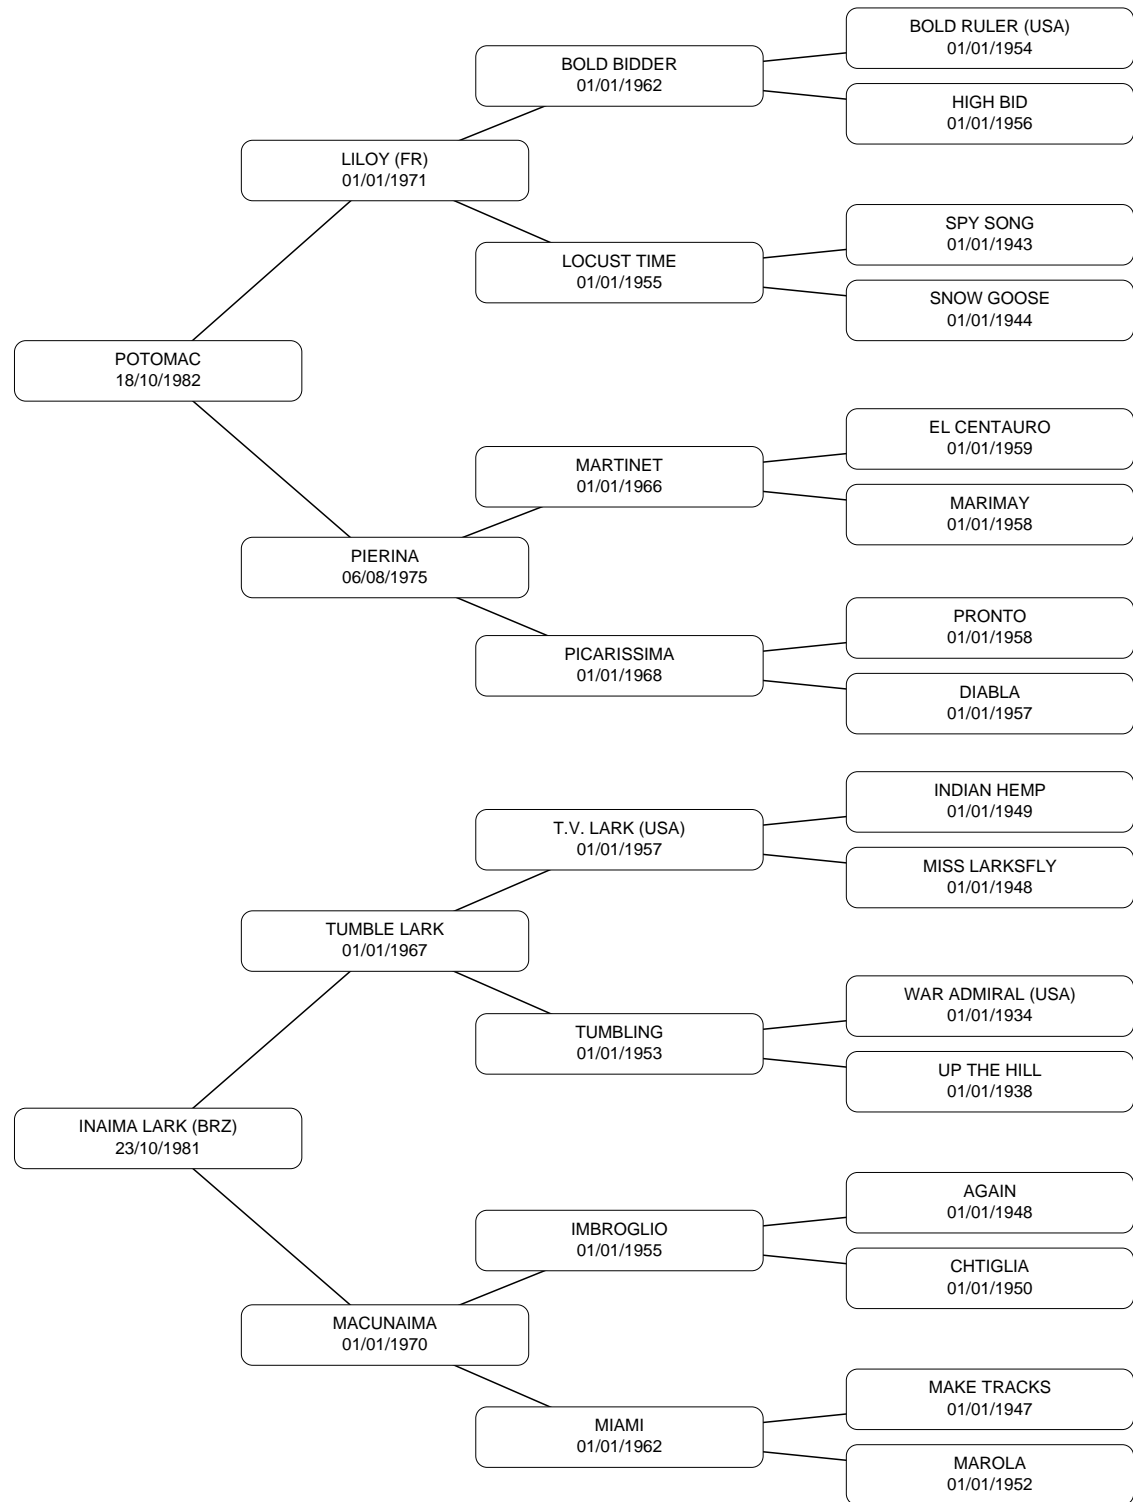 BOLD RULER (USA)
01/01/1954
BOLD BIDDER
01/01/1962
HIGH BID
01/01/1956
LILOY (FR)
01/01/1971
SPY SONG
01/01/1943
LOCUST TIME
01/01/1955
SNOW GOOSE
01/01/1944
POTOMAC
18/10/1982
EL CENTAURO
01/01/1959
MARTINET
01/01/1966
MARIMAY
01/01/1958
PIERINA
06/08/1975
PRONTO
01/01/1958
PICARISSIMA
01/01/1968
DIABLA
01/01/1957
INDIAN HEMP
01/01/1949
T.V. LARK (USA)
01/01/1957
MISS LARKSFLY
01/01/1948
TUMBLE LARK
01/01/1967
WAR ADMIRAL (USA)
01/01/1934
TUMBLING
01/01/1953
UP THE HILL
01/01/1938
INAIMA LARK (BRZ)
23/10/1981
AGAIN
01/01/1948
IMBROGLIO
01/01/1955
CHTIGLIA
01/01/1950
MACUNAIMA
01/01/1970
MAKE TRACKS
01/01/1947
MIAMI
01/01/1962
MAROLA
01/01/1952